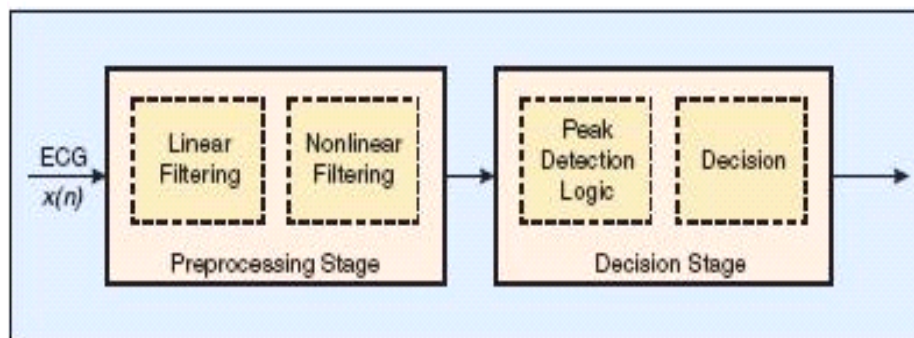 ECG
x(n)
Linear
Filtering
Nonlinear
Filtering
Preprocessing Stage
Peak
Detection
Logic
Decision
Decision Stage